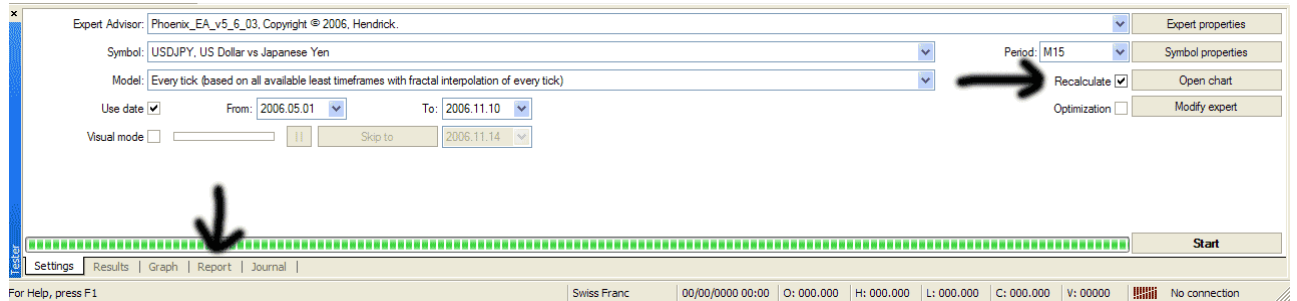 Expert Advisor: Phoenix_EA_v5_6_03, Copyright © 2006, Hendrick. Expert properties
Symbol: USDJPY, US Dollar vs Japanese Yen Period: M15 Symbol properties
Model: Every tick (based on all available least timeframes with fractal interpolation of every tick) Recalculate Open chart
Use date From: 2006.05.01 To: 2006.11.10 Optimization Modify expert
Visual mode Skip to 2006.11.14
Start
Tester
Settings Results Graph Report Journal
For Help, press F1 Swiss Franc 00/00/0000 00:00 O: 000.000 H: 000.000 L: 000.000 C: 000.000 V: 00000 No connection